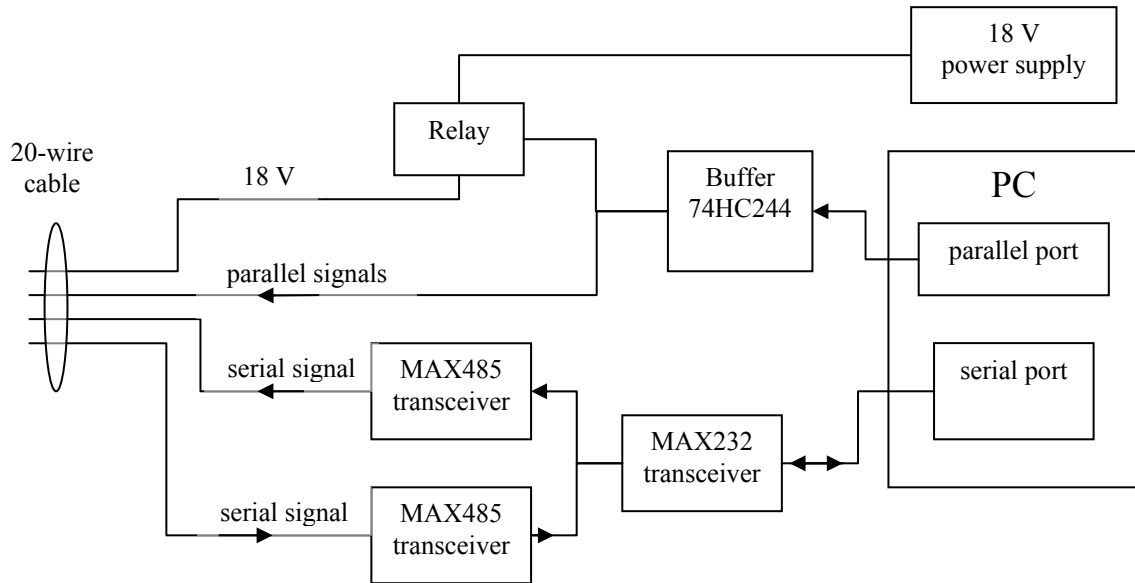 18 V
power supply
Relay
20-wire
cable
18 V
Buffer
74HC244
PC
parallel port
parallel signals
serial signal
MAX485
transceiver
serial port
MAX232
transceiver
serial signal
MAX485
transceiver